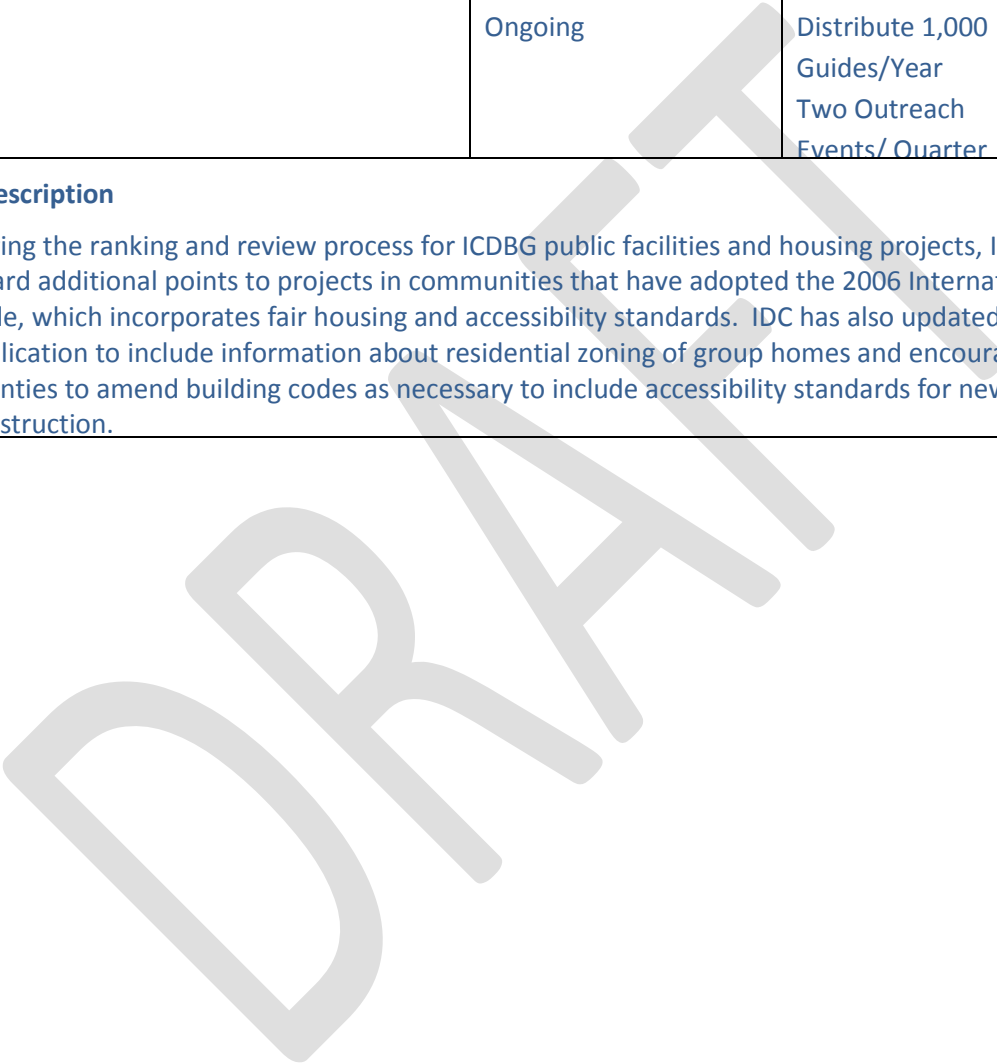 Ongoing
Distribute 1,000
Guides/Year
Two Outreach
Events/ Quarter
escription
ing the ranking and review process for ICDBG public facilities and housing projects, I
ard additional points to projects in communities that have adopted the 2006 Internat
le, which incorporates fair housing and accessibility standards. IDC has also updated
lication to include information about residential zoning of group homes and encoura
nties to amend building codes as necessary to include accessibility standards for new
struction.
DRAFT